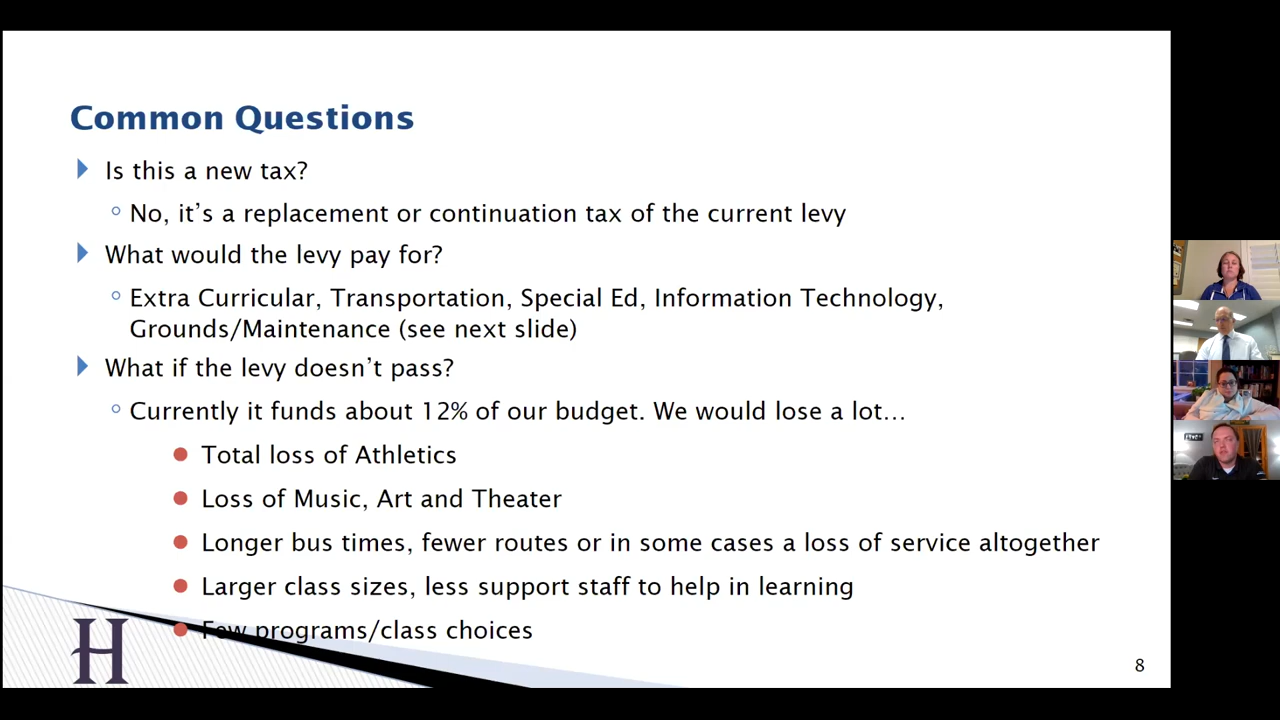 Common Questions
Is this a new tax?
No, it's a replacement or continuation tax of the current levy
What would the levy pay for?
Extra Curricular, Transportation, Special Ed, Information Technology,
Grounds/Maintenance (see next slide)
What if the levy doesn't pass?
Currently it funds about 12% of our budget. We would lose a lot…
Total loss of Athletics
Loss of Music, Art and Theater
Longer bus times, fewer routes or in some cases a loss of service altogether
Larger class sizes, less support staff to help in learning
Few programs/class choices
H
8